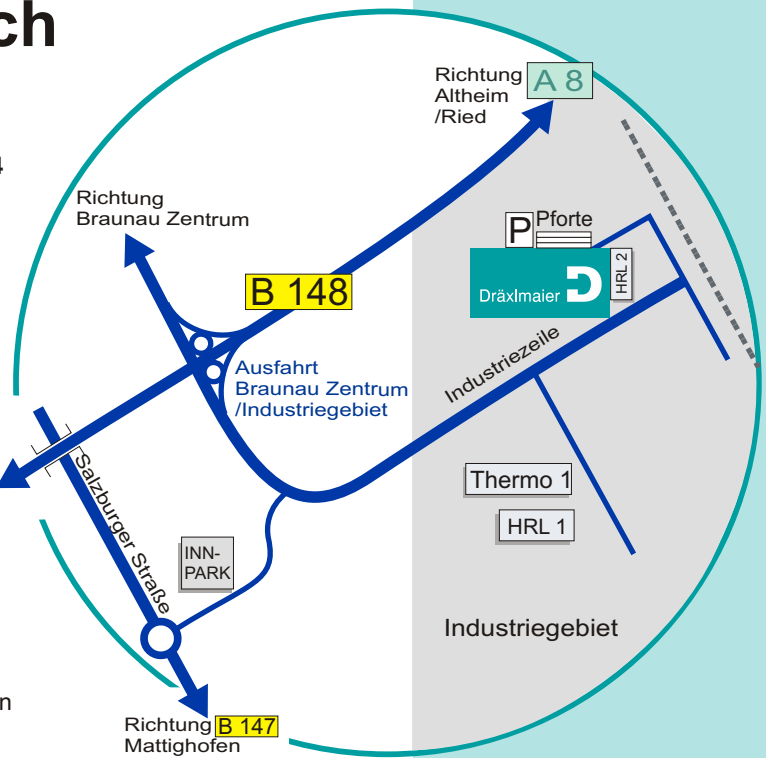 ch
4
Richtung
Altheim
/Ried
A 8
Richtung
Braunau Zentrum
P
Pforte
HRL 2
Dräxlmaier
B 148
Ausfahrt
Braunau Zentrum
/Industriegebiet
Industriezeile
Salzburger Straße
Thermo 1
HRL 1
INN-
PARK
Industriegebiet
n
Richtung B 147
Mattighofen